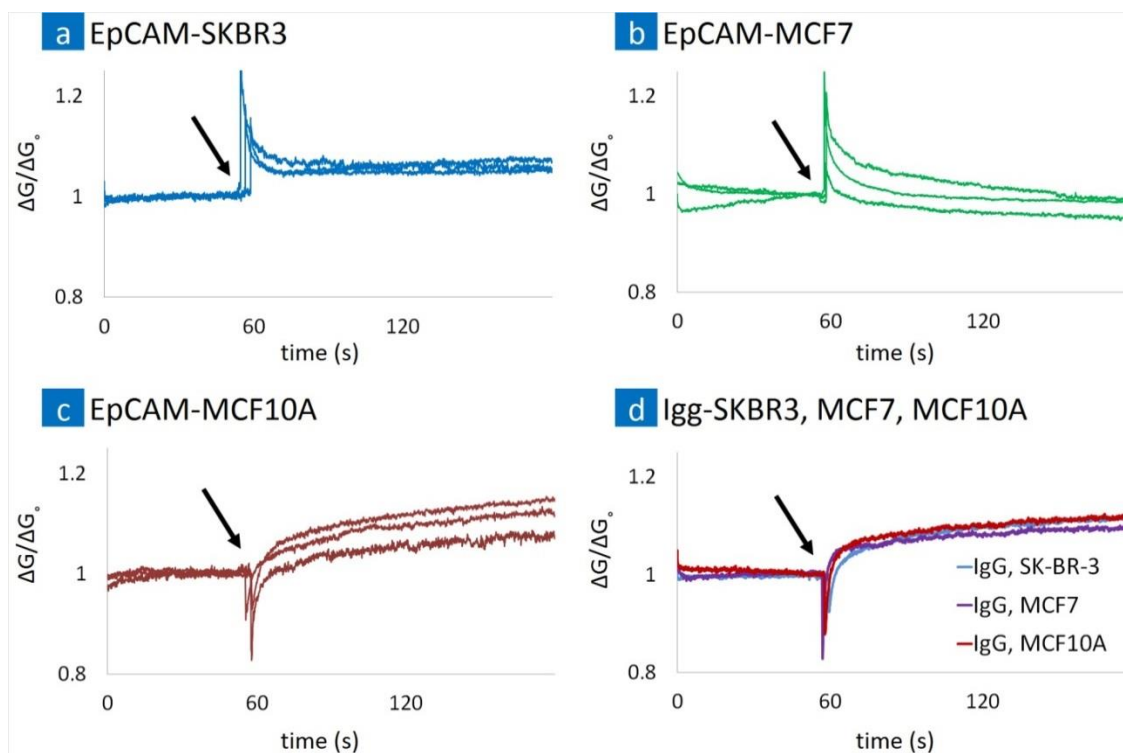 a EpCAM-SKBR3
1.2
ΔG/ΔG₀
1
0.8
0
60
120
time (s)
b EpCAM-MCF7
1.2
ΔG/ΔG₀
1
0.8
0
60
120
time (s)
c EpCAM-MCF10A
1.2
ΔG/ΔG₀
1
0.8
0
60
120
time (s)
d Igg-SKBR3, MCF7, MCF10A
1.2
ΔG/ΔG₀
1
IgG, SK-BR-3
IgG, MCF7
IgG, MCF10A
0.8
0
60
120
time (s)